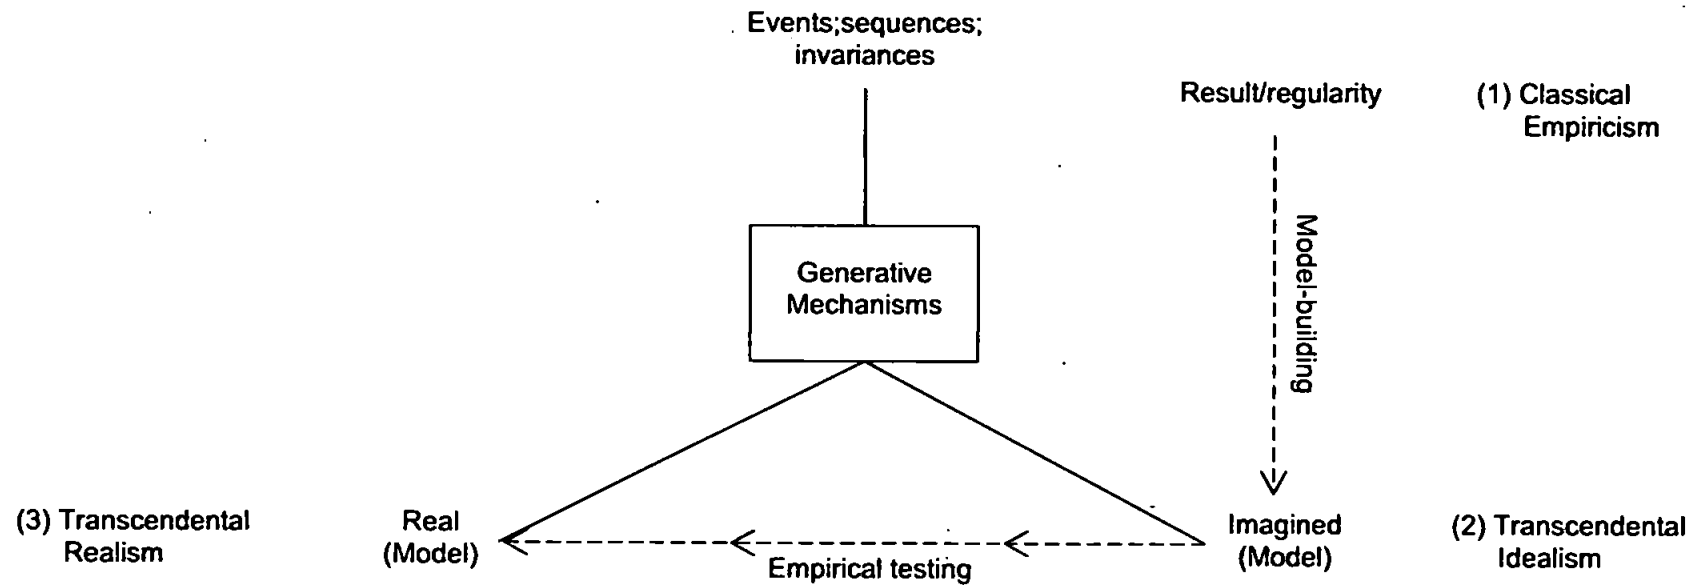 Events;sequences;
invariances
Result/regularity
(1) Classical
Empiricism
Generative
Mechanisms
Model-building
(3) Transcendental
Realism
Real
(Model)
Empirical testing
Imagined
(Model)
(2) Transcendental
Idealism